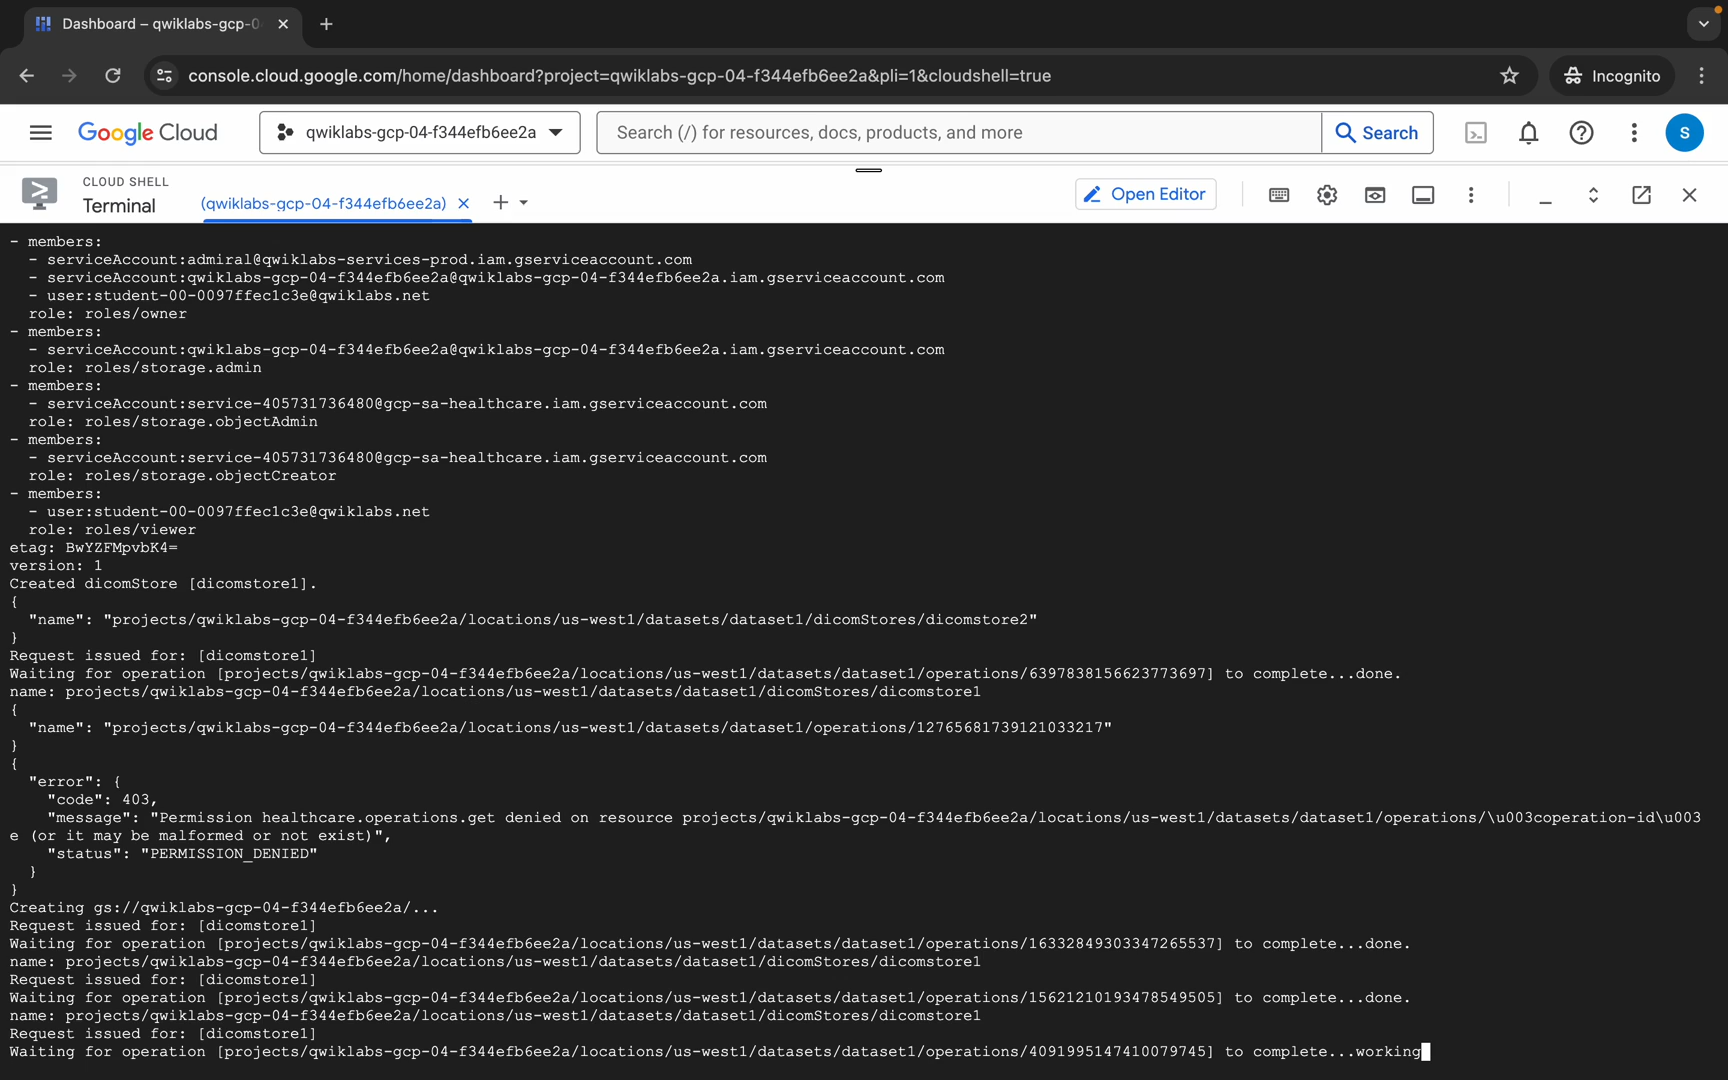 Dashboard – qwiklabs-gcp-0
console.cloud.google.com/home/dashboard?project=qwiklabs-gcp-04-f344efb6ee2a&pli=1&cloudshell=true
Incognito
Google Cloud
qwiklabs-gcp-04-f344efb6ee2a
Search (/) for resources, docs, products, and more
Search
S
CLOUD SHELL
Terminal
(qwiklabs-gcp-04-f344efb6ee2a)
Open Editor
- members:
  - serviceAccount:admiral@qwiklabs-services-prod.iam.gserviceaccount.com
  - serviceAccount:qwiklabs-gcp-04-f344efb6ee2a@qwiklabs-gcp-04-f344efb6ee2a.iam.gserviceaccount.com
  - user:student-00-0097ffec1c3e@qwiklabs.net
  role: roles/owner
- members:
  - serviceAccount:qwiklabs-gcp-04-f344efb6ee2a@qwiklabs-gcp-04-f344efb6ee2a.iam.gserviceaccount.com
  role: roles/storage.admin
- members:
  - serviceAccount:service-405731736480@gcp-sa-healthcare.iam.gserviceaccount.com
  role: roles/storage.objectAdmin
- members:
  - serviceAccount:service-405731736480@gcp-sa-healthcare.iam.gserviceaccount.com
  role: roles/storage.objectCreator
- members:
  - user:student-00-0097ffec1c3e@qwiklabs.net
  role: roles/viewer
etag: BwYZFMpvbK4=
version: 1
Created dicomStore [dicomstore1].
{
  "name": "projects/qwiklabs-gcp-04-f344efb6ee2a/locations/us-west1/datasets/dataset1/dicomStores/dicomstore2"
}
Request issued for: [dicomstore1]
Waiting for operation [projects/qwiklabs-gcp-04-f344efb6ee2a/locations/us-west1/datasets/dataset1/operations/6397838156623773697] to complete...done.
name: projects/qwiklabs-gcp-04-f344efb6ee2a/locations/us-west1/datasets/dataset1/dicomStores/dicomstore1
{
  "name": "projects/qwiklabs-gcp-04-f344efb6ee2a/locations/us-west1/datasets/dataset1/operations/12765681739121033217"
}
{
  "error": {
    "code": 403,
    "message": "Permission healthcare.operations.get denied on resource projects/qwiklabs-gcp-04-f344efb6ee2a/locations/us-west1/datasets/dataset1/operations/\u003coperation-id\u003
e (or it may be malformed or not exist)",
    "status": "PERMISSION_DENIED"
  }
}
Creating gs://qwiklabs-gcp-04-f344efb6ee2a/...
Request issued for: [dicomstore1]
Waiting for operation [projects/qwiklabs-gcp-04-f344efb6ee2a/locations/us-west1/datasets/dataset1/operations/16332849303347265537] to complete...done.
name: projects/qwiklabs-gcp-04-f344efb6ee2a/locations/us-west1/datasets/dataset1/dicomStores/dicomstore1
Request issued for: [dicomstore1]
Waiting for operation [projects/qwiklabs-gcp-04-f344efb6ee2a/locations/us-west1/datasets/dataset1/operations/15621210193478549505] to complete...done.
name: projects/qwiklabs-gcp-04-f344efb6ee2a/locations/us-west1/datasets/dataset1/dicomStores/dicomstore1
Request issued for: [dicomstore1]
Waiting for operation [projects/qwiklabs-gcp-04-f344efb6ee2a/locations/us-west1/datasets/dataset1/operations/4091995147410079745] to complete...working